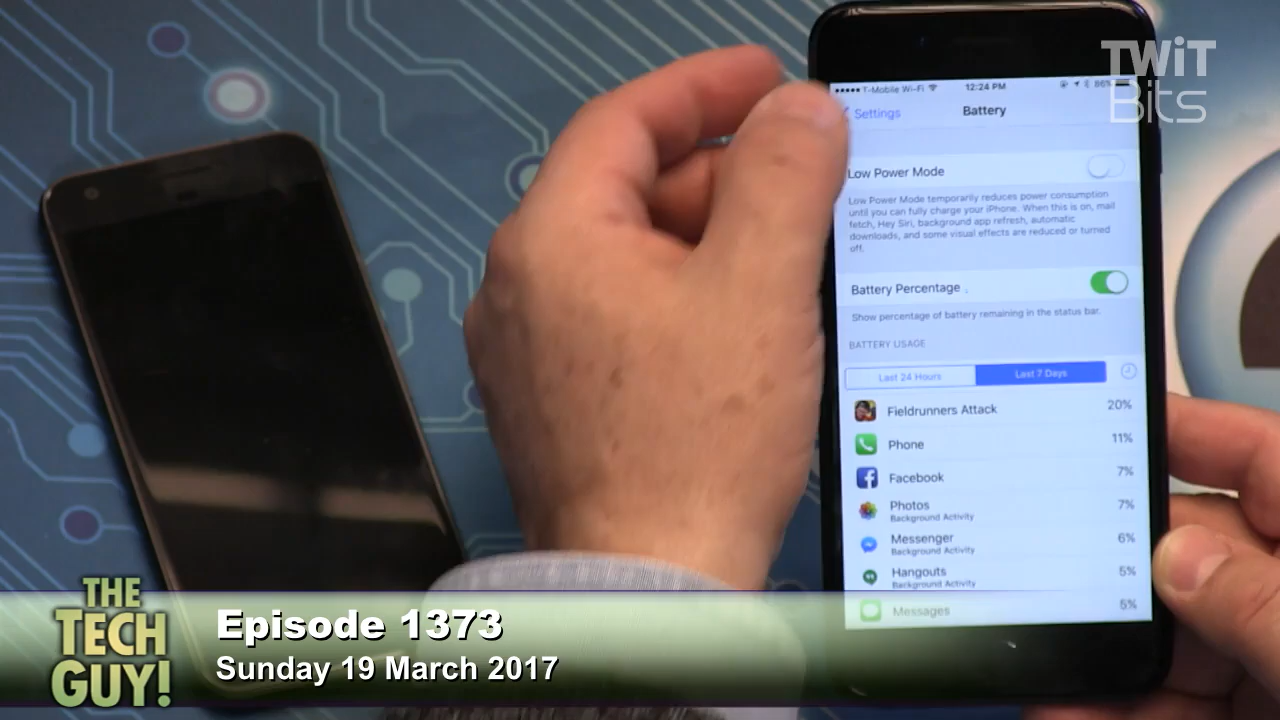 TWiT
Bits
T-Mobile Wi-Fi 12:24 PM 86%
Settings Battery
Low Power Mode
Low Power Mode temporarily reduces power consumption
until you can fully charge your iPhone. When this is on, mail
fetch, Hey Siri, background app refresh, automatic
downloads, and some visual effects are reduced or turned
off.
Battery Percentage
Show percentage of battery remaining in the status bar.
BATTERY USAGE
Last 24 Hours Last 7 Days
Fieldrunners Attack 20%
Phone 11%
Facebook 7%
Photos 7%
Background Activity
Messenger 6%
Background Activity
Hangouts 5%
Background Activity
Messages 5%
THE
TECH
GUY!
Episode 1373
Sunday 19 March 2017